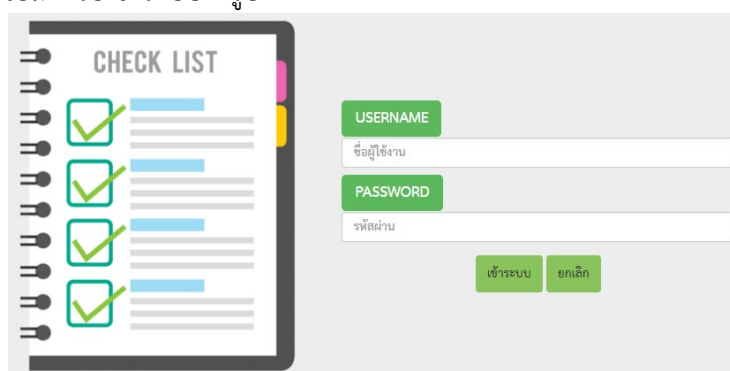 CHECK LIST
USERNAME
ชื่อผู้ใช้งาน
PASSWORD
รหัสผ่าน
เข้าระบบ ยกเลิก